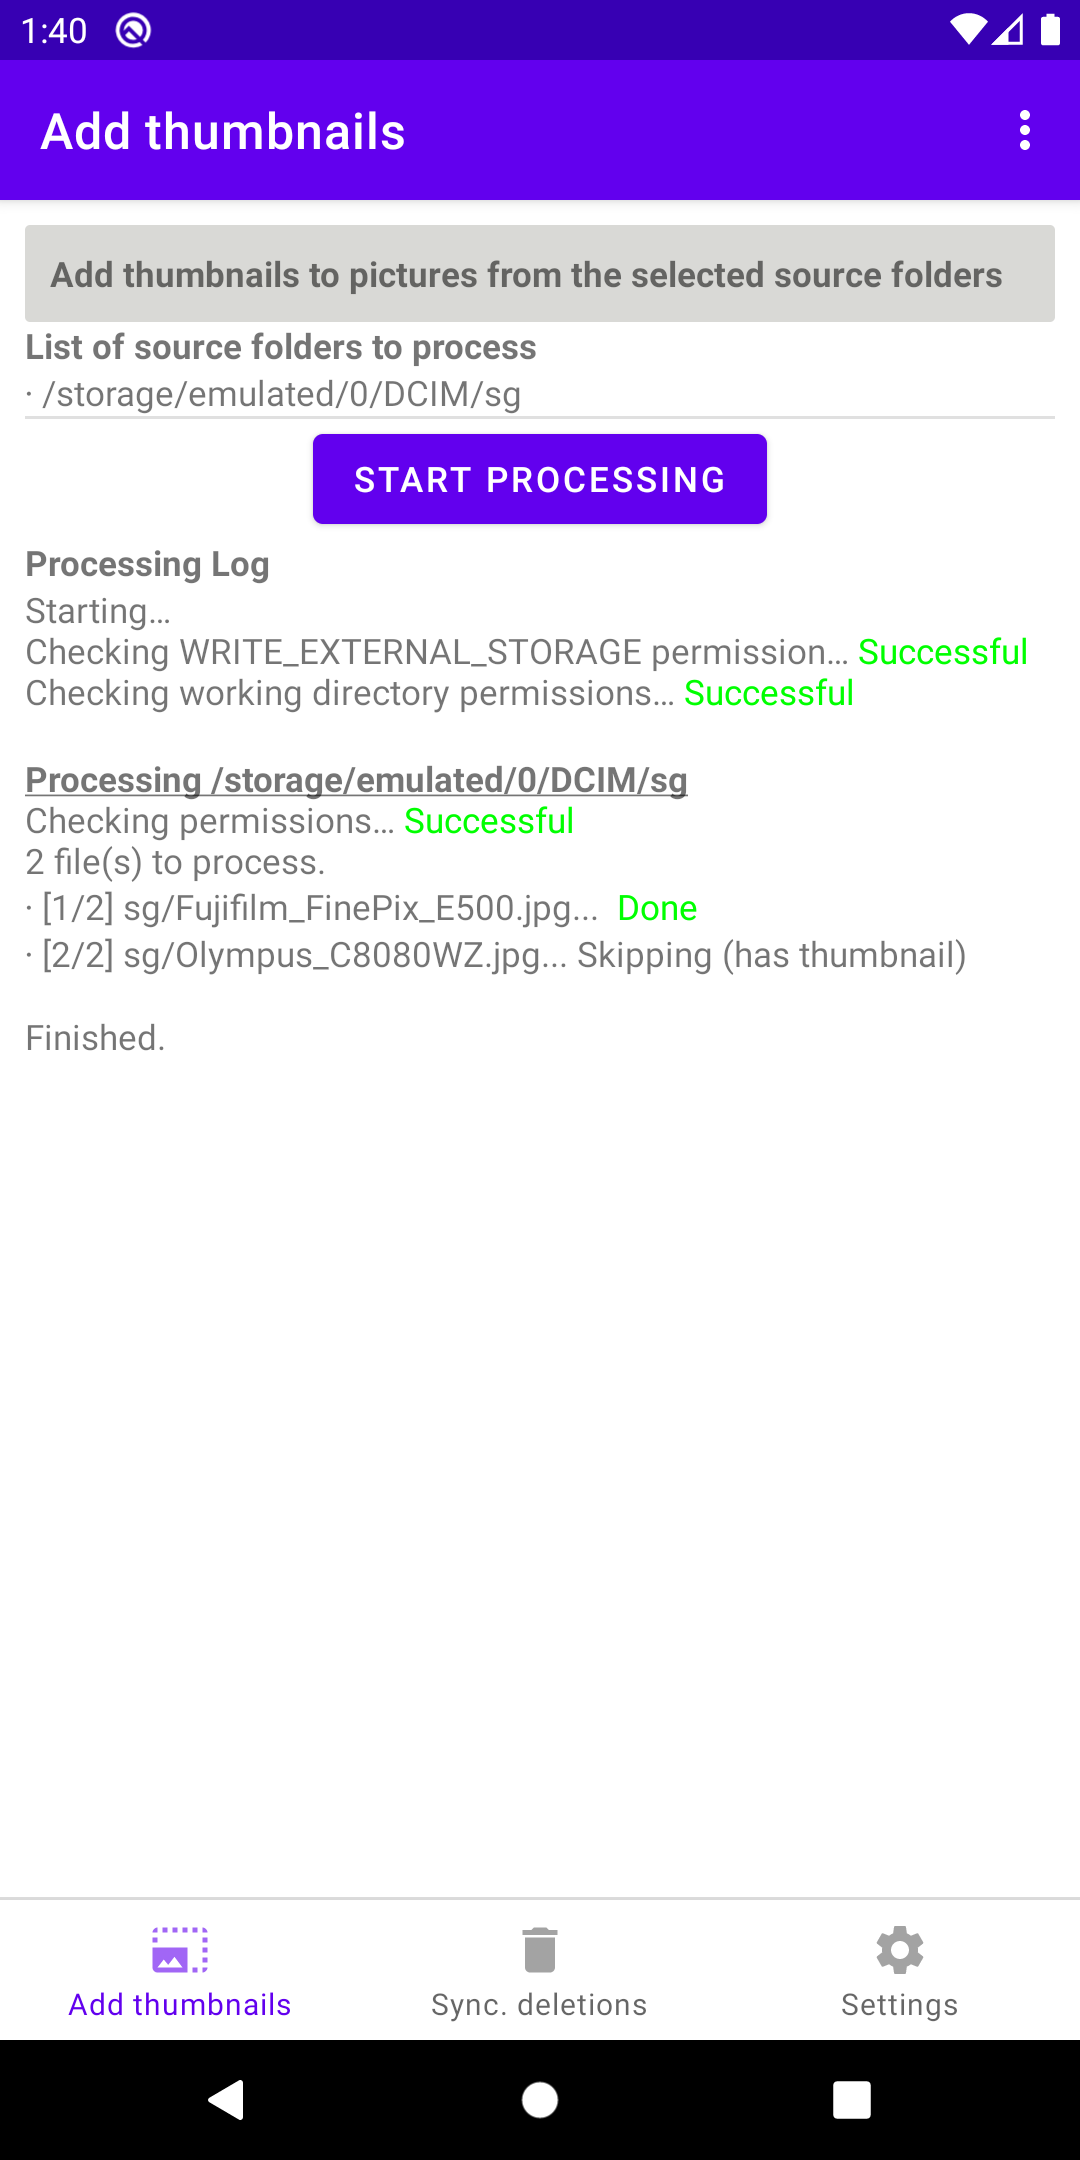 1:40
Add thumbnails
Add thumbnails to pictures from the selected source folders
List of source folders to process
· /storage/emulated/0/DCIM/sg
START PROCESSING
Processing Log
Starting…
Checking WRITE_EXTERNAL_STORAGE permission… Successful
Checking working directory permissions… Successful
Processing /storage/emulated/0/DCIM/sg
Checking permissions… Successful
2 file(s) to process.
· [1/2] sg/Fujifilm_FinePix_E500.jpg... Done
· [2/2] sg/Olympus_C8080WZ.jpg... Skipping (has thumbnail)
Finished.
Add thumbnails
Sync. deletions
Settings